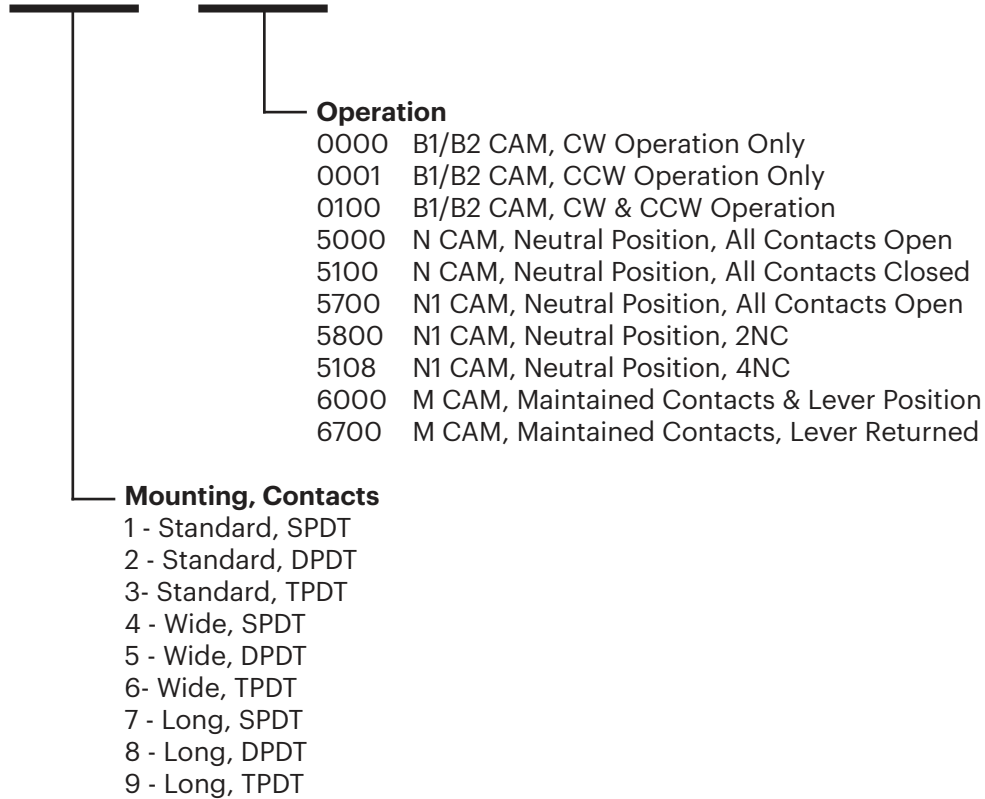 Operation
0000 B1/B2 CAM, CW Operation Only
0001 B1/B2 CAM, CCW Operation Only
0100 B1/B2 CAM, CW & CCW Operation
5000 N CAM, Neutral Position, All Contacts Open
5100 N CAM, Neutral Position, All Contacts Closed
5700 N1 CAM, Neutral Position, All Contacts Open
5800 N1 CAM, Neutral Position, 2NC
5108 N1 CAM, Neutral Position, 4NC
6000 M CAM, Maintained Contacts & Lever Position
6700 M CAM, Maintained Contacts, Lever Returned
Mounting, Contacts
1 - Standard, SPDT
2 - Standard, DPDT
3- Standard, TPDT
4 - Wide, SPDT
5 - Wide, DPDT
6- Wide, TPDT
7 - Long, SPDT
8 - Long, DPDT
9 - Long, TPDT